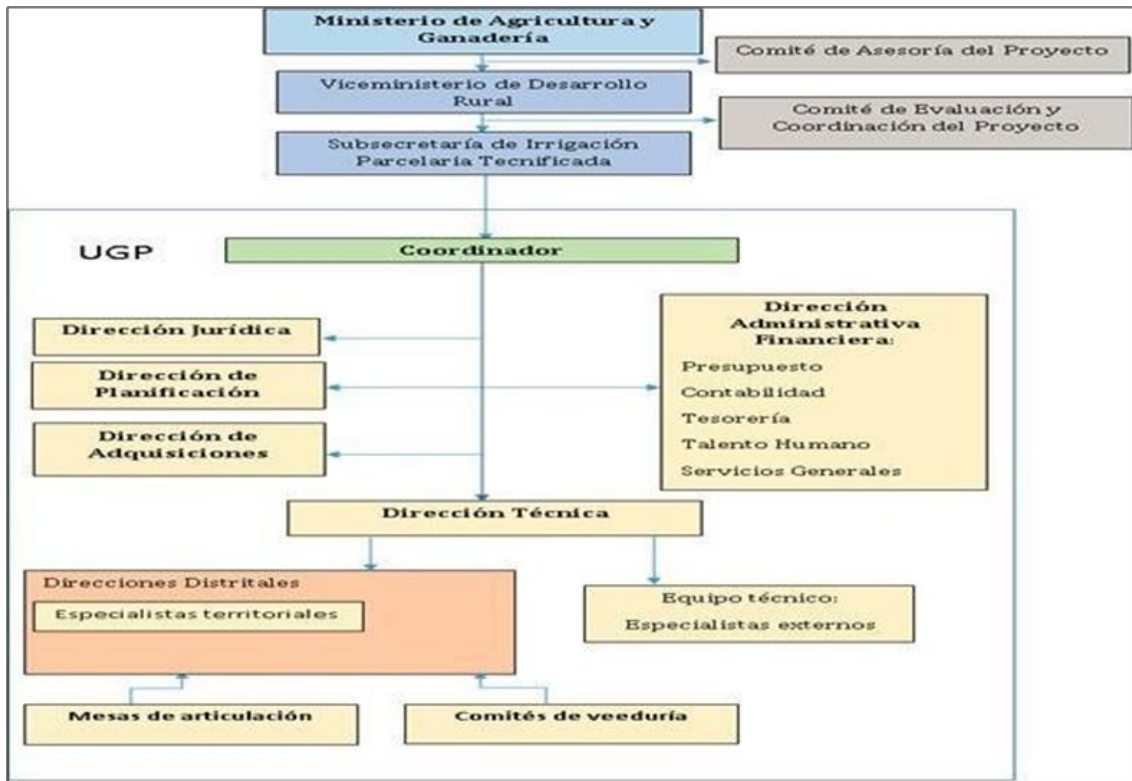 Ministerio de Agricultura y
Ganadería
Comité de Asesoría del Proyecto
Viceministerio de Desarrollo
Rural
Comité de Evaluación y
Coordinación del Proyecto
Subsecretaría de Irrigación
Parcelaria Tecnificada
UGP
Coordinador
Dirección Jurídica
Dirección de
Planificación
Dirección de
Adquisiciones
Dirección
Administrativa
Financiera:
Presupuesto
Contabilidad
Tesorería
Talento Humano
Servicios Generales
Dirección Técnica
Direcciones Distritales
Especialistas territoriales
Equipo técnico:
Especialistas externos
Mesas de articulación
Comités de veeduría